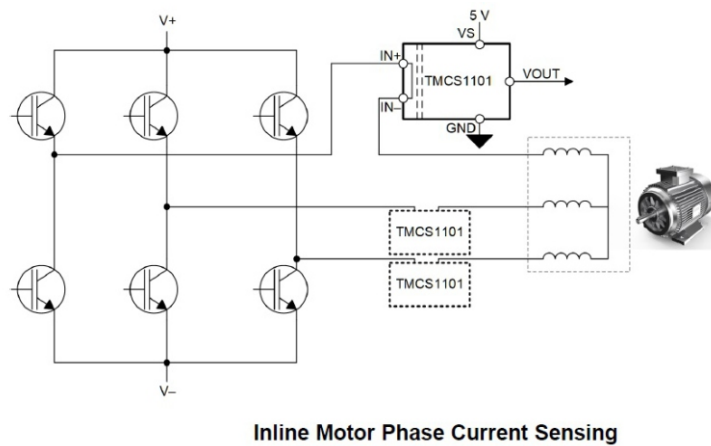 V+
5 V
VS
IN+
TMCS1101
VOUT
IN–
GND
TMCS1101
TMCS1101
V–
Inline Motor Phase Current Sensing